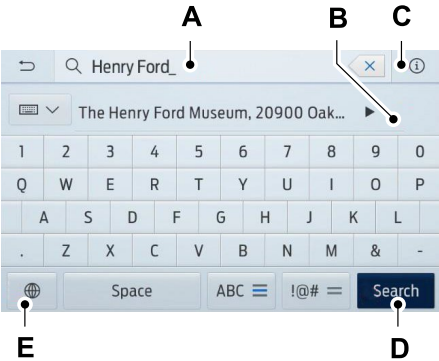 A B C
Henry Ford_
The Henry Ford Museum, 20900 Oak...
1 2 3 4 5 6 7 8 9 0
Q W E R T Y U I O P
A S D F G H J K L
. Z X C V B N M & -
Space ABC !@# Search
E D